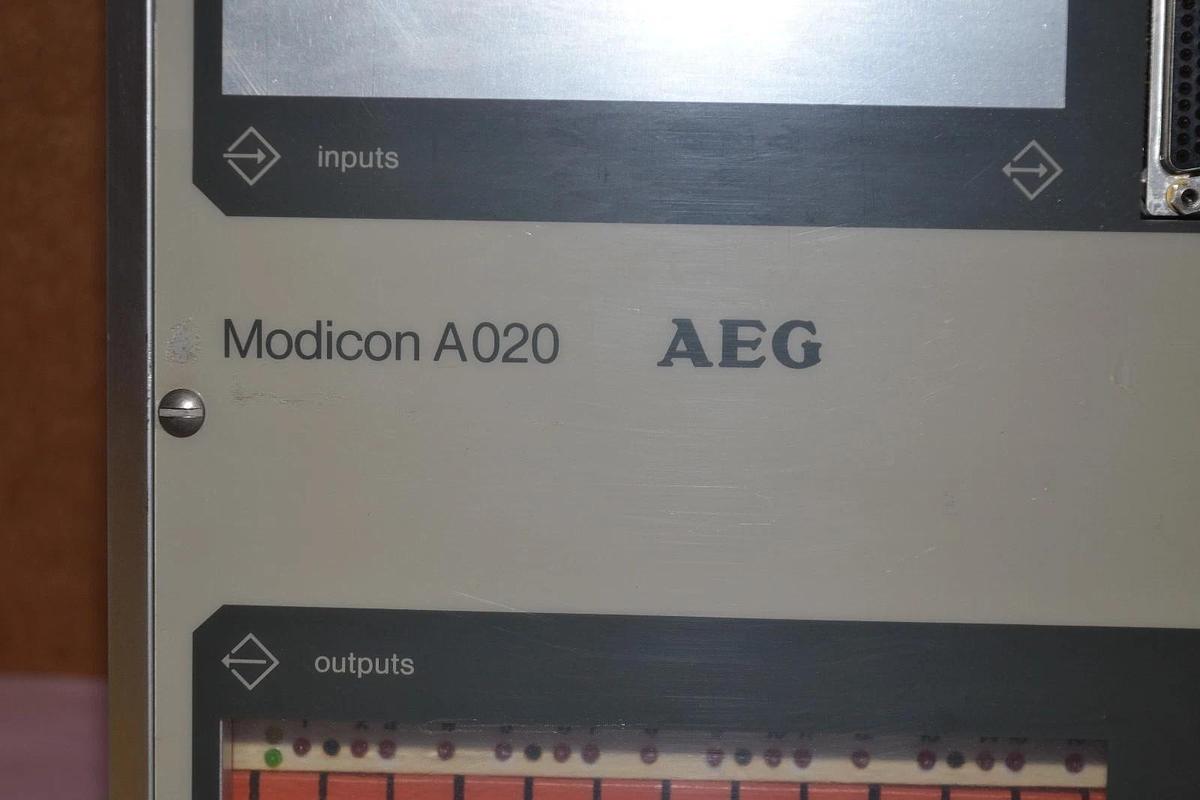 inputs
Modicon A020 AEG
outputs